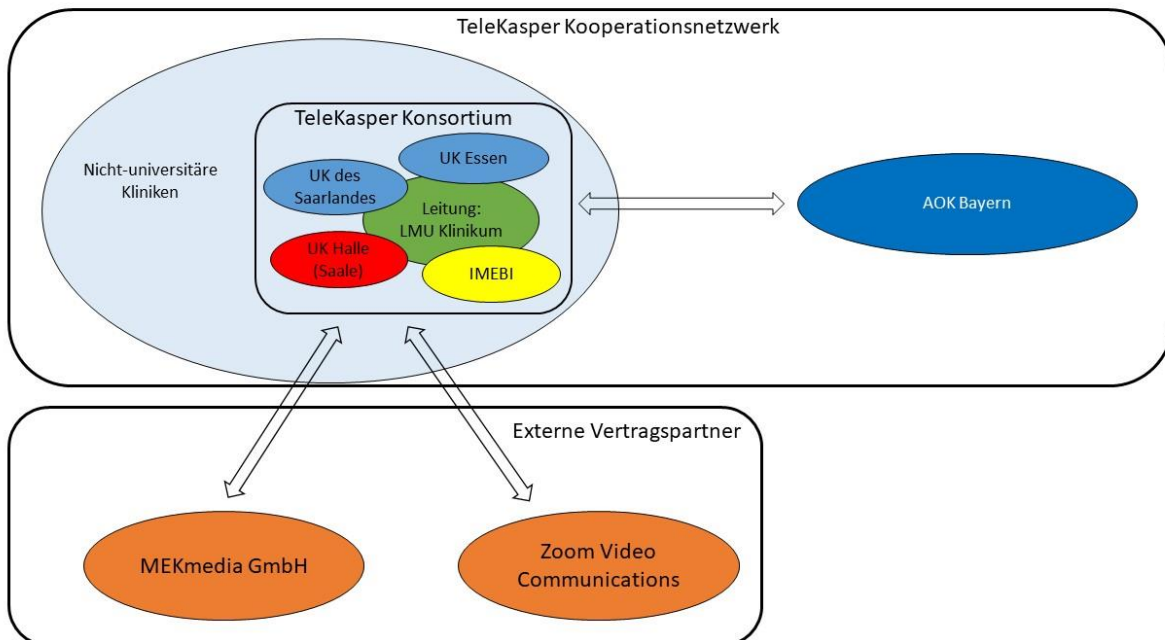 TeleKasper Kooperationsnetzwerk
TeleKasper Konsortium
UK Essen
Nicht-universitäre
Kliniken
UK des
Saarlandes
Leitung:
LMU Klinikum
AOK Bayern
UK Halle
(Saale)
IMEBI
Externe Vertragspartner
MEKmedia GmbH
Zoom Video
Communications